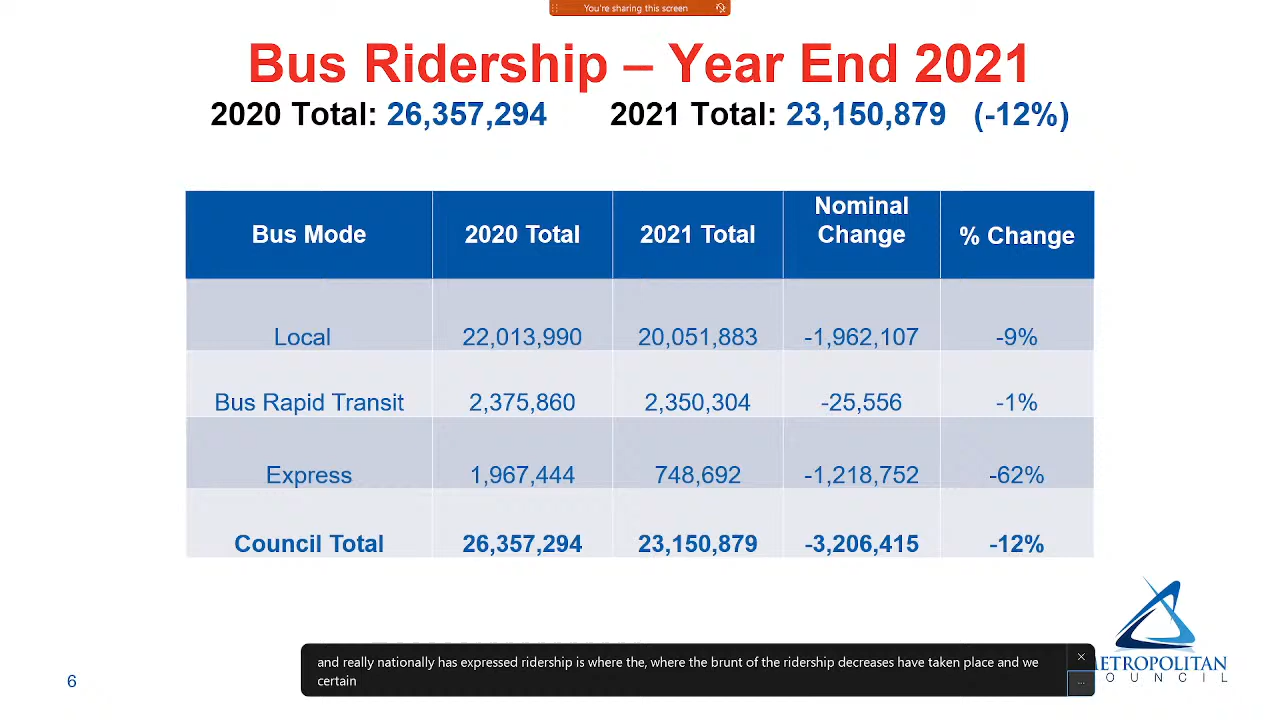 You're sharing this screen
Bus Ridership – Year End 2021
2020 Total: 26,357,294 2021 Total: 23,150,879 (-12%)
Bus Mode 2020 Total 2021 Total Nominal Change % Change
Local 22,013,990 20,051,883 -1,962,107 -9%
Bus Rapid Transit 2,375,860 2,350,304 -25,556 -1%
Express 1,967,444 748,692 -1,218,752 -62%
Council Total 26,357,294 23,150,879 -3,206,415 -12%
and really nationally has expressed ridership is where the, where the brunt of the ridership decreases have taken place and we
certain
ETROPOLITAN
OUNCIL
6